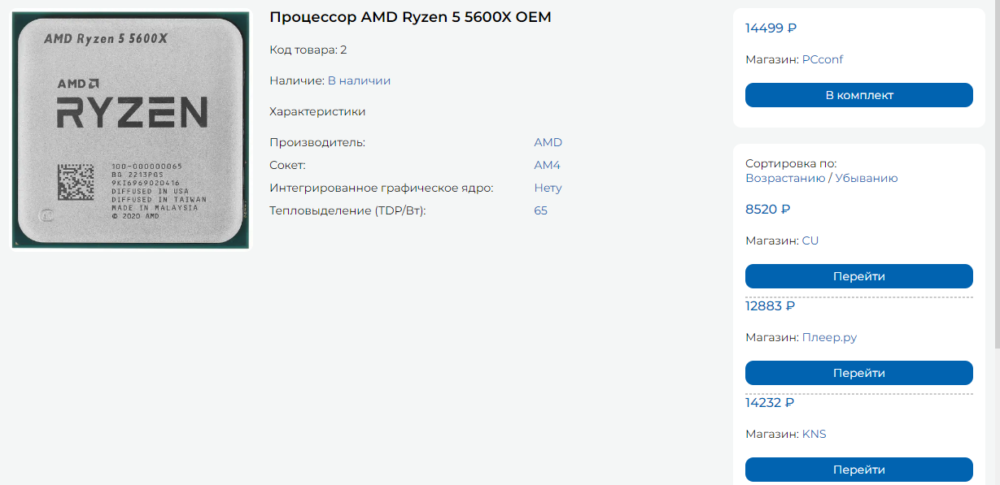 AMD Ryzen 5 5600X
AMD
RYZEN
100-000000065
BG 2213PGS
9KI6969020416
DIFFUSED IN USA
DIFFUSED IN TAIWAN
MADE IN MALAYSIA
© 2020 AMD
Процессор AMD Ryzen 5 5600X OEM
Код товара: 2
Наличие: В наличии
Характеристики
Производитель: AMD
Сокет: AM4
Интегрированное графическое ядро: Нету
Тепловыделение (TDP/Вт): 65
14499 ₽
Магазин: PCconf
В комплект
Сортировка по:
Возрастанию / Убыванию
8520 ₽
Магазин: CU
Перейти
12883 ₽
Магазин: Плеер.ру
Перейти
14232 ₽
Магазин: KNS
Перейти